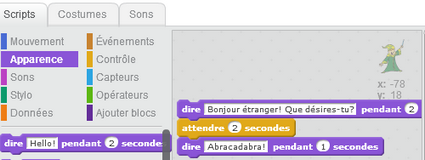 Scripts Costumes Sons
Mouvement Événements
Apparence Contrôle
Sons Capteurs
Stylo Opérateurs
Données Ajouter blocs
x: -78
y: 18
dire Bonjour étranger! Que désires-tu? pendant 2
attendre 2 secondes
dire Hello! pendant 2 secondes
dire Abracadabra! pendant 1 secondes